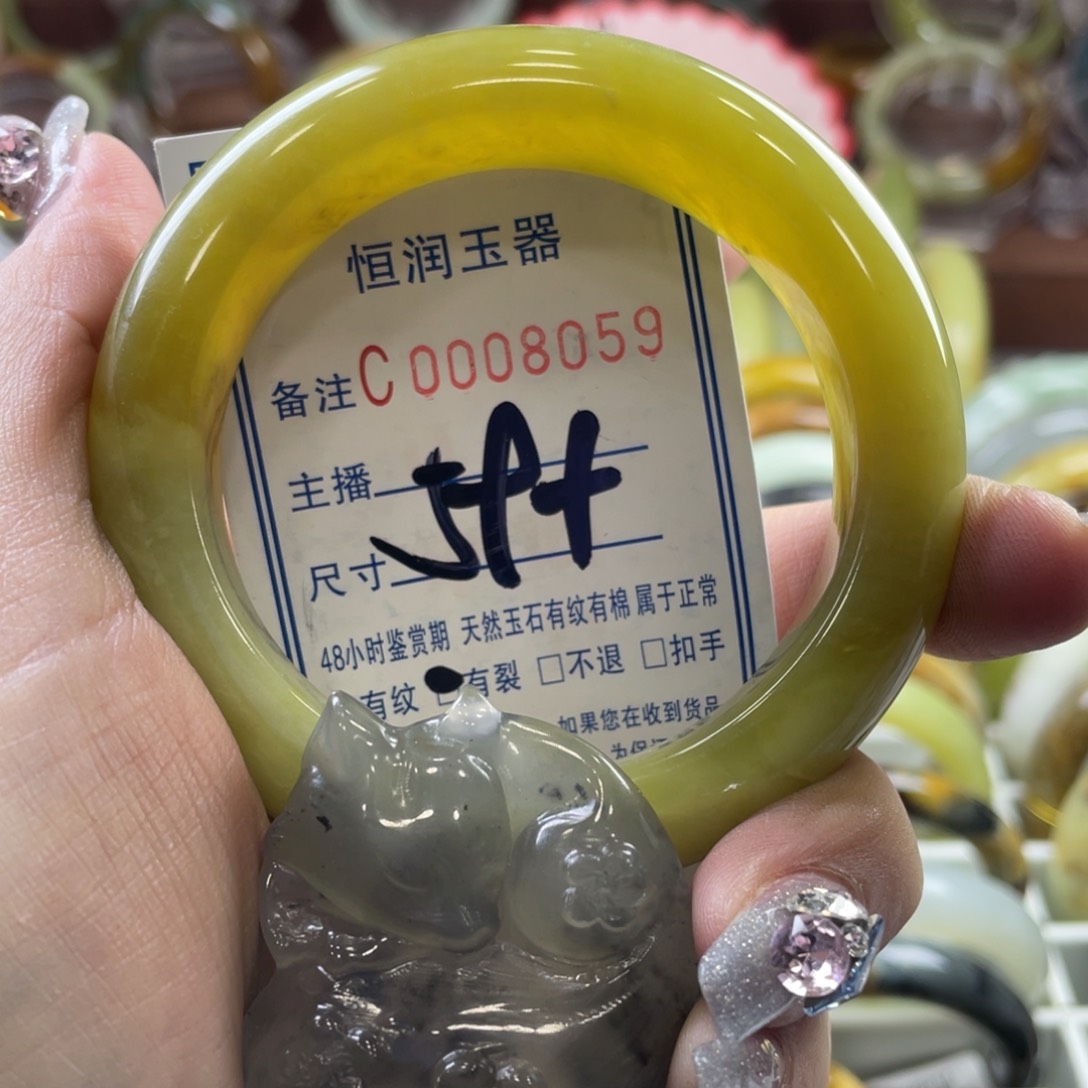 恒润玉器
备注C0008059
主播
尺寸
48小时鉴赏期 天然玉石有纹有棉属于正常
有纹 有裂 □不退 □扣手
如果您在收到货品
为保